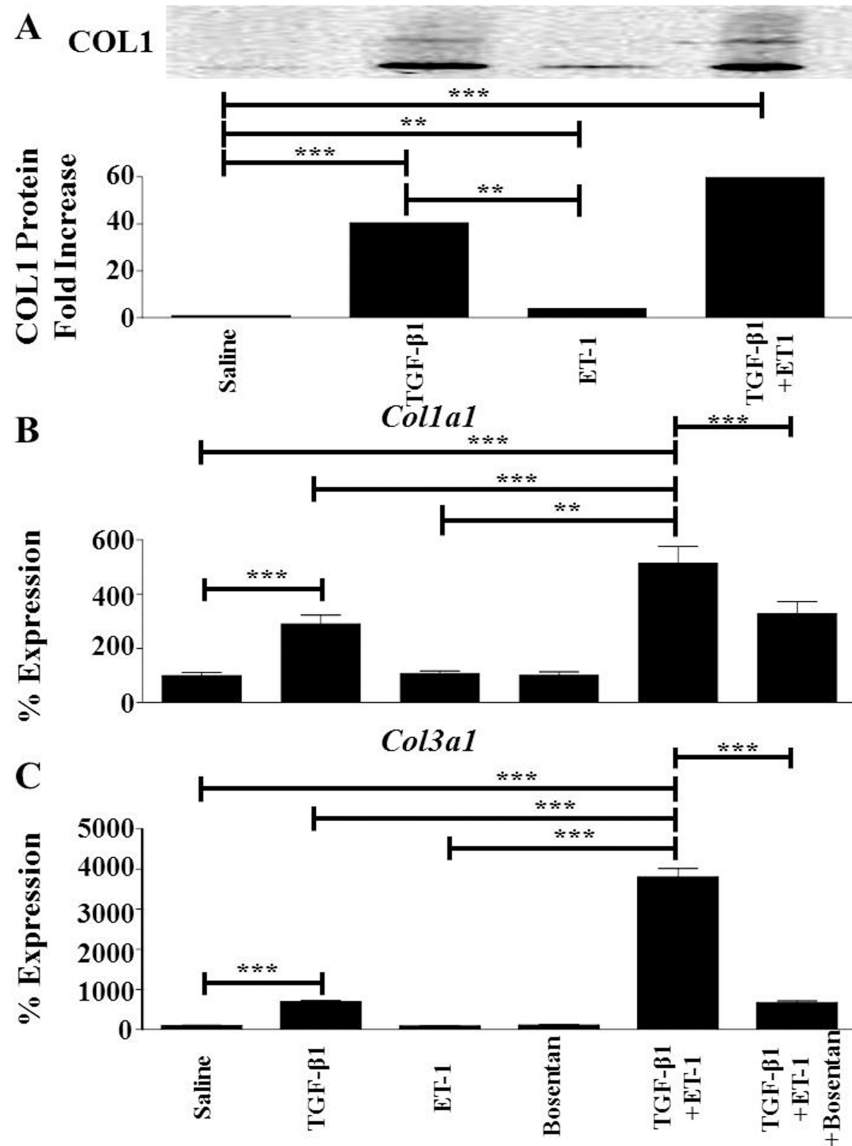 A
COL1
***
**
***
**
COL1 Protein
Fold Increase
60
40
20
0
Saline
TGF-β1
ET-1
TGF-β1
+ET1
B
Col1a1
***
***
***
**
***
% Expression
600
400
200
0
C
Col3a1
***
***
***
***
***
% Expression
5000
4000
3000
2000
1000
0
Saline
TGF-β1
ET-1
Bosentan
TGF-β1
+ET-1
TGF-β1
+ET-1
+Bosentan